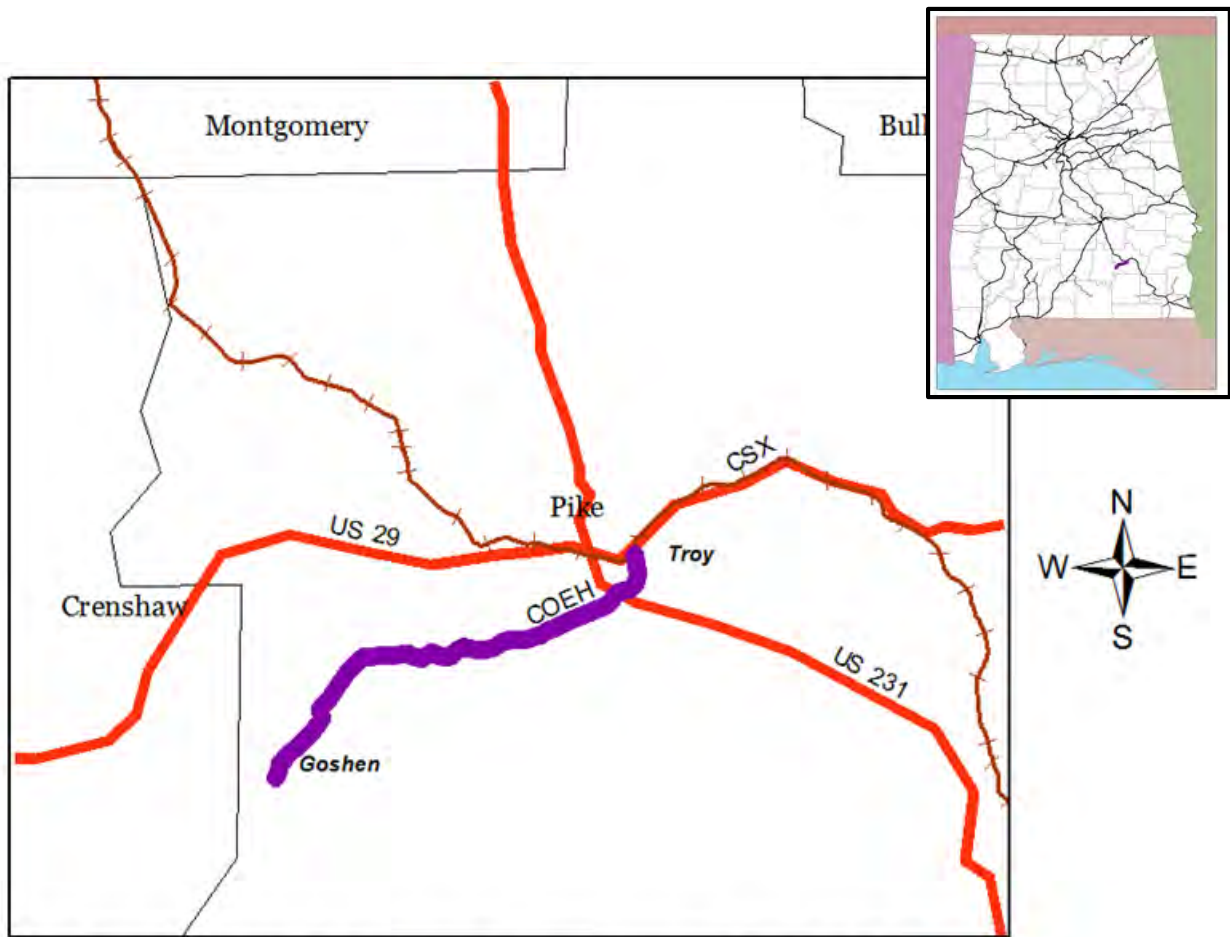 Montgomery
Bull
CSX
Pike
US 29
Troy
COEH
Crenshaw
US 231
Goshen
N
W
E
S